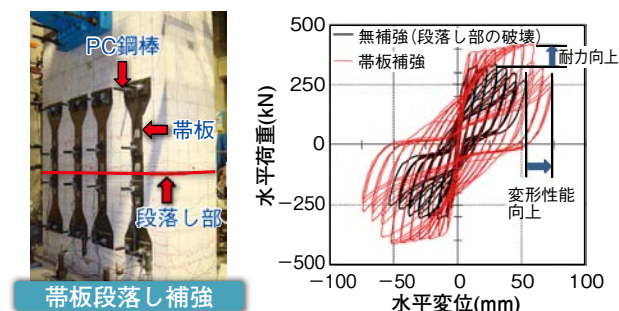 PC鋼棒
帯板
段落し部
帯板段落し補強
500
250
0
−250
−500
水平荷重(kN)
無補強(段落し部の破壊)
帯板補強
耐力向上
変形性能
向上
−100
−50
0
50
100
水平変位(mm)